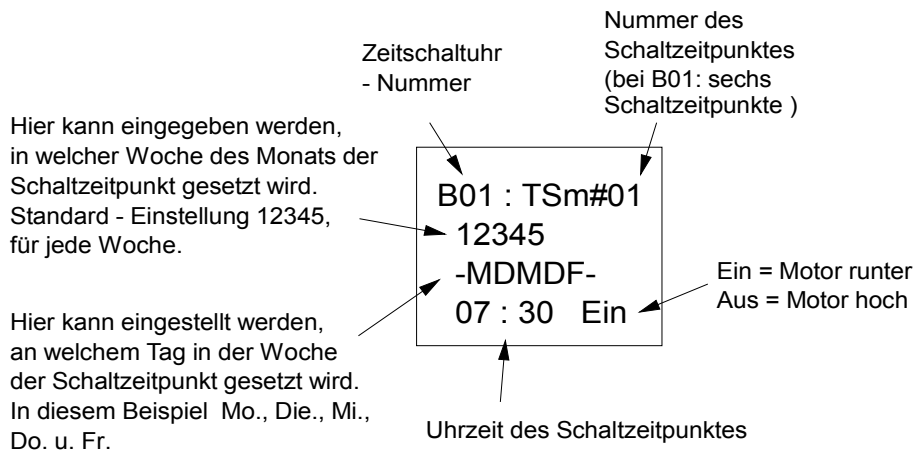 Zeitschaltuhr
- Nummer
Nummer des
Schaltzeitpunktes
(bei B01: sechs
Schaltzeitpunkte )
Hier kann eingegeben werden,
in welcher Woche des Monats der
Schaltzeitpunkt gesetzt wird.
Standard - Einstellung 12345,
für jede Woche.
B01 : TSm#01
12345
-MDMDF-
07 : 30 Ein
Ein = Motor runter
Aus = Motor hoch
Hier kann eingestellt werden,
an welchem Tag in der Woche
der Schaltzeitpunkt gesetzt wird.
In diesem Beispiel Mo., Die., Mi.,
Do. u. Fr.
Uhrzeit des Schaltzeitpunktes